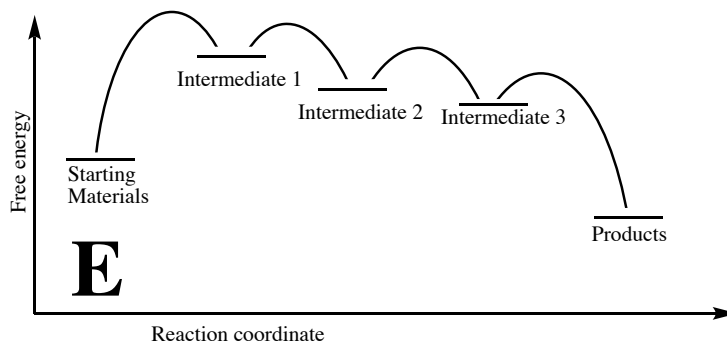 Free energy
Intermediate 1
Intermediate 2
Intermediate 3
Starting
Materials
Products
E
Reaction coordinate